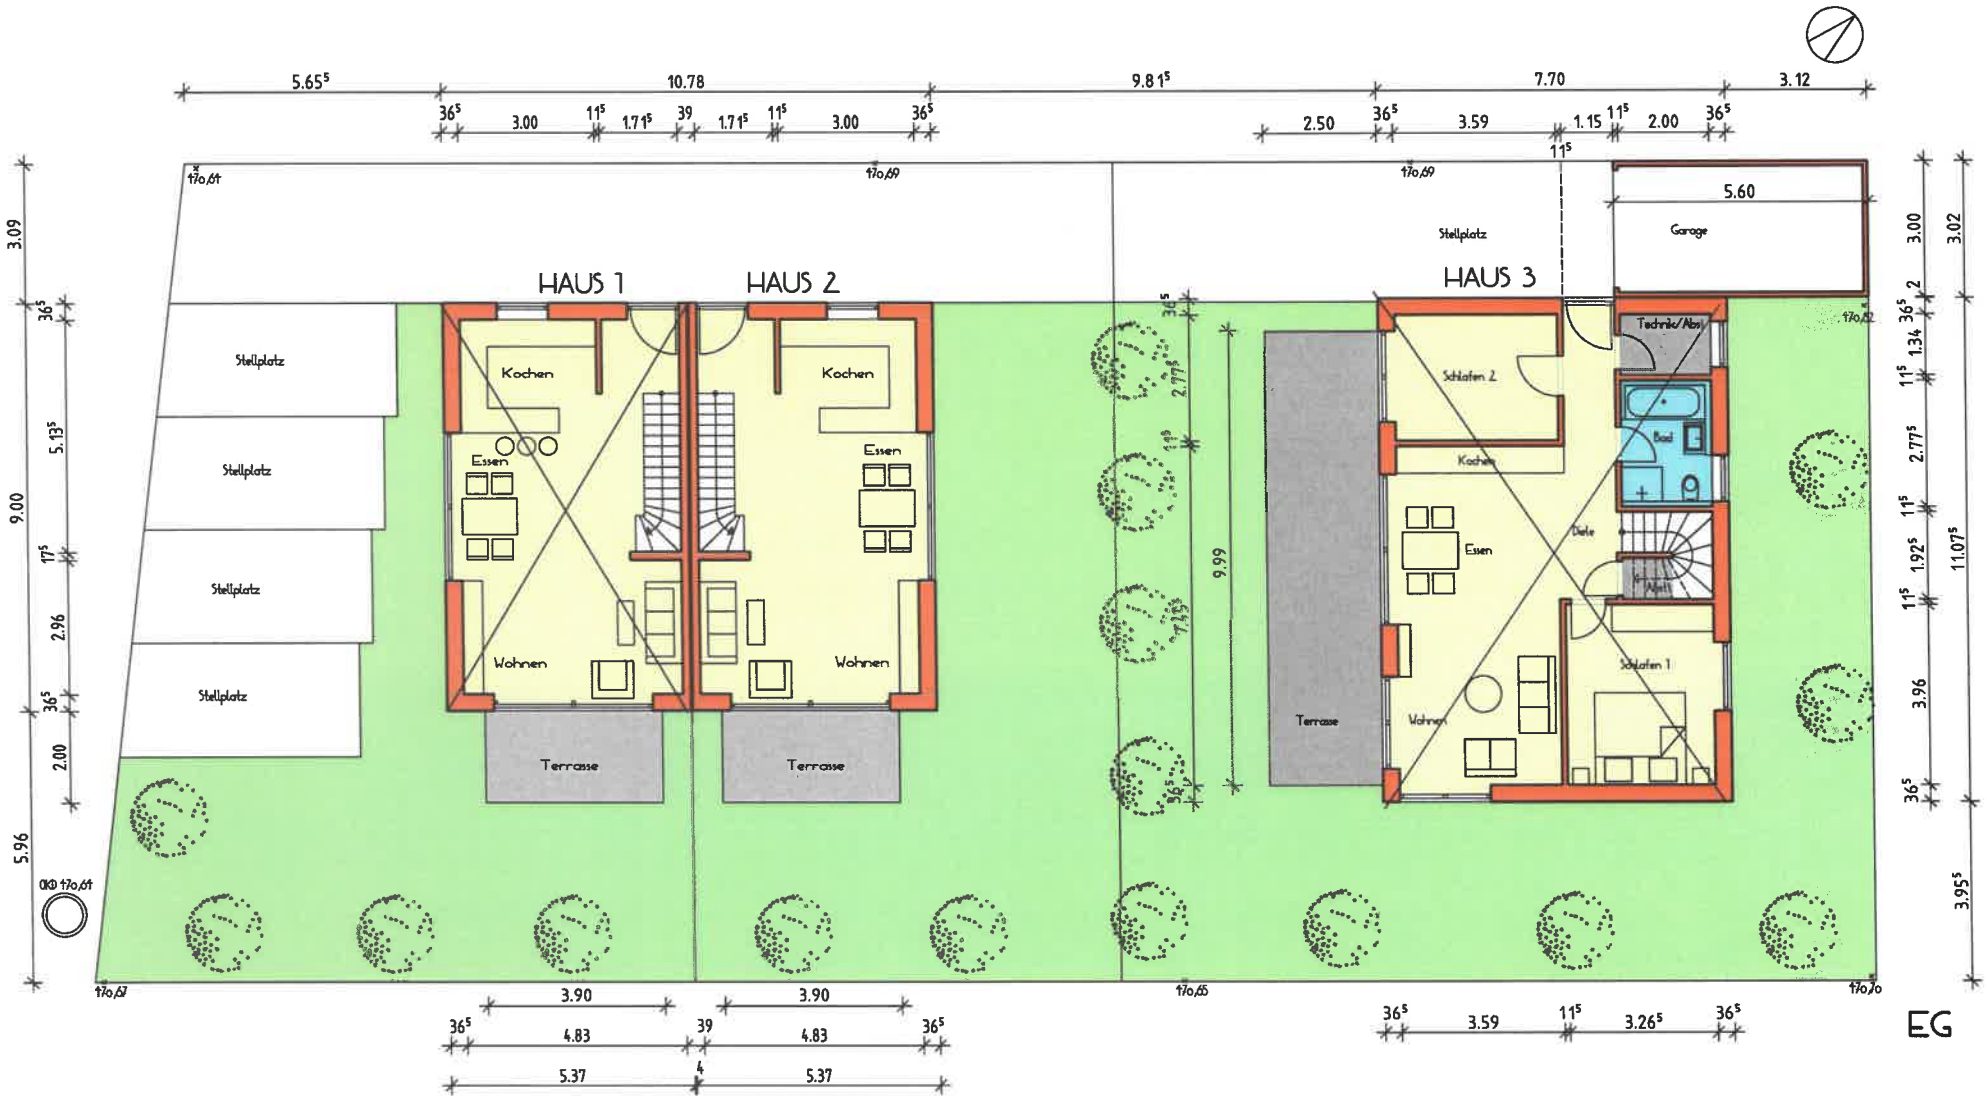 5.65⁵ 10.78 9.81⁵ 7.70 3.12
36⁵ 3.00 11⁵ 1.71⁵ 39 1.71⁵ 11⁵ 3.00 36⁵ 2.50 36⁵ 3.59 11⁵ 1.15 11⁵ 2.00 36⁵
170,61 170,69 170,69
5.60
3.09
Stellplatz
Garage
3.00
3.02
HAUS 1
HAUS 2
HAUS 3
2
36⁵
36⁵
36⁵
Technik/Abst.
Stellplatz
1.34
Kochen
Kochen
2.77⁵
Schlafen 2
11⁵
5.13⁵
11⁵
Bad
2.77⁵
Essen
Essen
Kochen
Stellplatz
9.00
11⁵
Diele
Essen
1.92⁵
11.07⁵
17⁵
9.99
Stellplatz
Abst.
11⁵
2.96
Wohnen
Wohnen
Schlafen 1
Stellplatz
36⁵
3.96
Terrasse
Wohnen
2.00
Terrasse
Terrasse
36⁵
36⁵
5.96
3.95⁵
170,67
170,65
170,70
3.90 3.90
36⁵ 4.83 39 4.83 36⁵
36⁵ 3.59 11⁵ 3.26⁵ 36⁵
EG
5.37 4 5.37